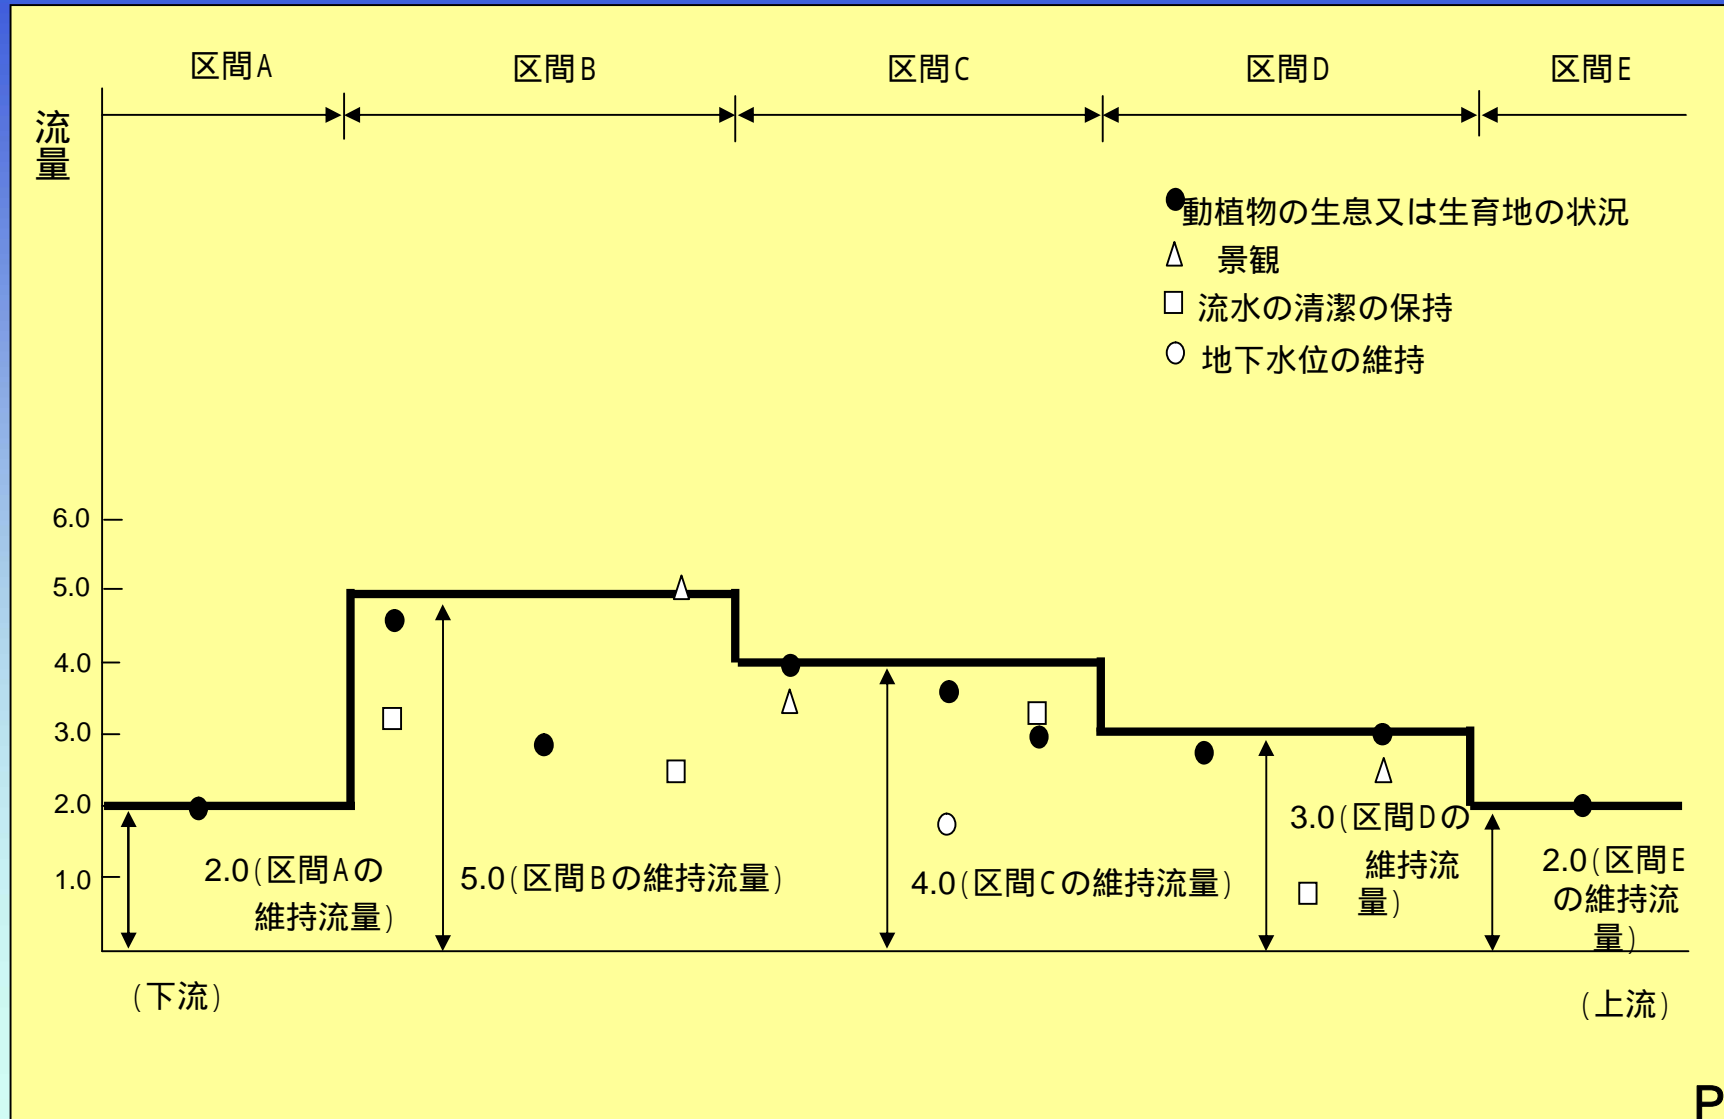 区間A
区間B
区間C
区間D
区間E
流
量
動植物の生息又は生育地の状況
景観
流水の清潔の保持
地下水位の維持
6.0
5.0
4.0
3.0
2.0
1.0
2.0(区間Aの
維持流量)
5.0(区間Bの維持流量)
4.0(区間Cの維持流量)
3.0(区間Dの
維持流
量)
2.0(区間E
の維持流
量)
(下流)
(上流)
P